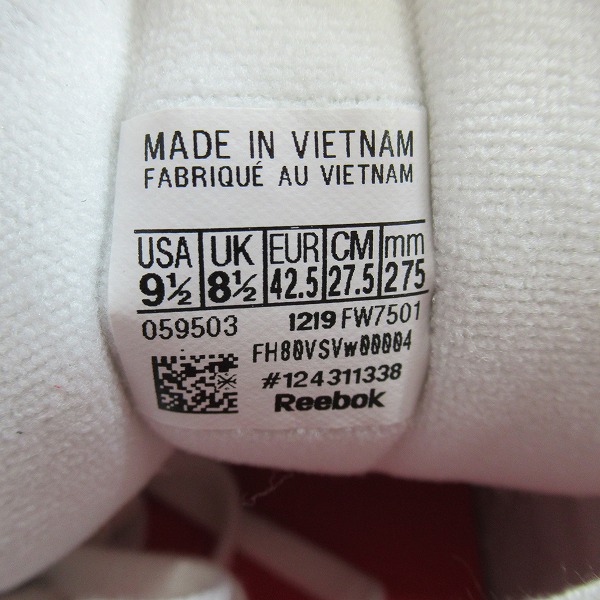 MADE IN VIETNAM
FABRIQUÉ AU VIETNAM
USA UK EUR CM mm
9½ 8½ 42.5 27.5 275
059503 1219 FW7501
FH80VSVw00004
#124311338
Reebok